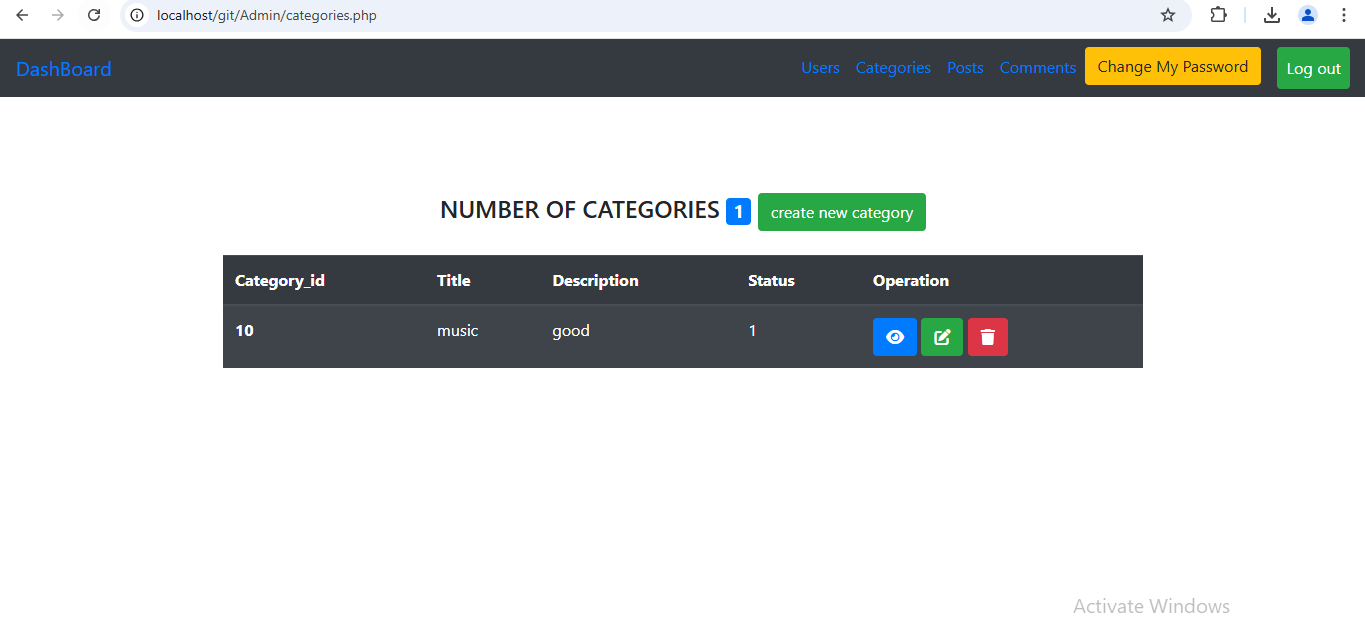 localhost/git/Admin/categories.php
DashBoard Users Categories Posts Comments Change My Password Log out
NUMBER OF CATEGORIES 1 create new category
Category_id Title Description Status Operation
10 music good 1
Activate Windows